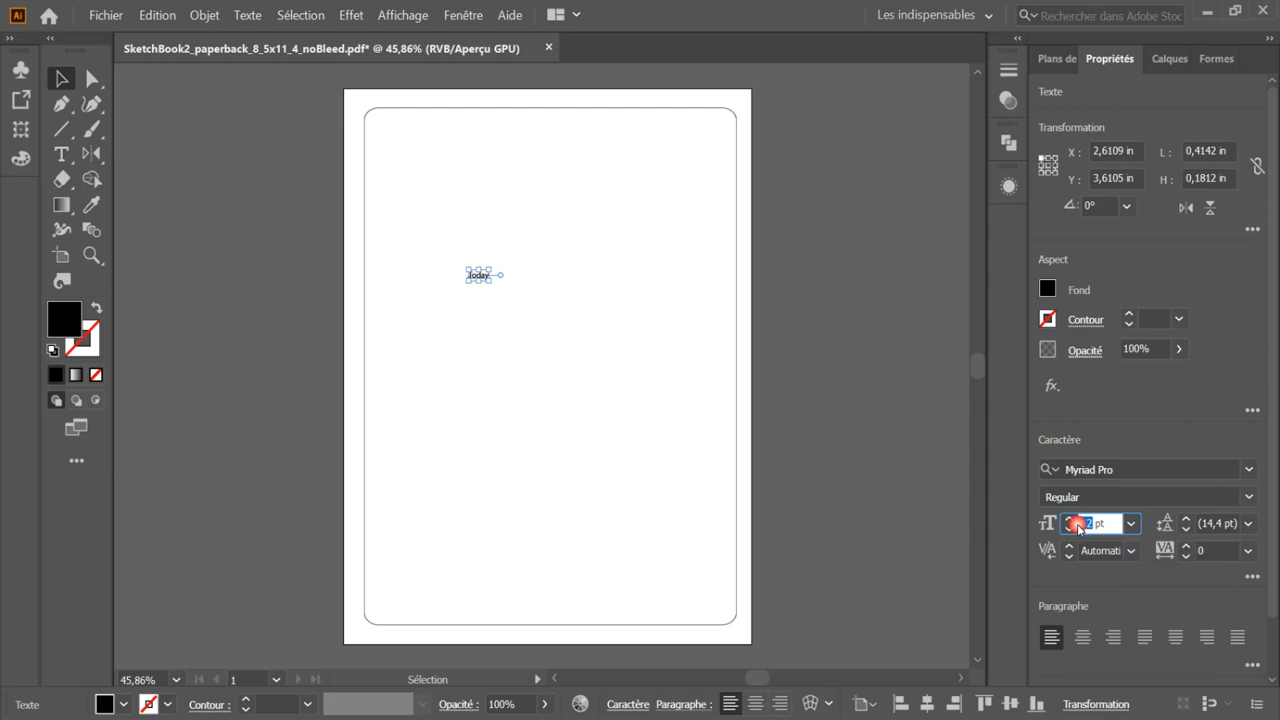 Ai Fichier Edition Objet Texte Sélection Effet Affichage Fenêtre Aide Les indispensables Rechercher dans Adobe Stoc
SketchBook2_paperback_8_5x11_4_noBleed.pdf* @ 45,86% (RVB/Aperçu GPU)
Plans de Propriétés Calques Formes
Texte
Transformation
X : 2,6109 in L : 0,4142 in
Y : 3,6105 in H : 0,1812 in
0°
Aspect
Fond
Contour
Opacité 100%
fx.
Caractère
Myriad Pro
Regular
pt (14,4 pt)
Automati 0
Paragraphe
Today
45,86% 1 Sélection
Texte Contour : Opacité : 100% Caractère Paragraphe : Transformation